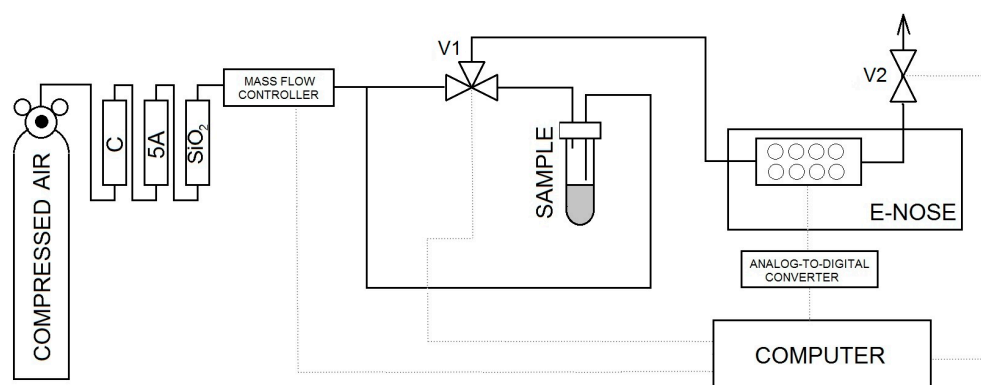 COMPRESSED AIR
C
5A
SiO₂
MASS FLOW
CONTROLLER
V1
SAMPLE
V2
E-NOSE
ANALOG-TO-DIGITAL
CONVERTER
COMPUTER